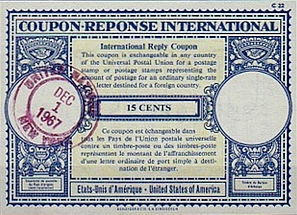 C 22
COUPON-REPONSE INTERNATIONAL
International Reply Coupon
This coupon is exchangeable in any country
of the Universal Postal Union for a postage
stamp or postage stamps representing the
amount of postage for an ordinary single-rate
letter destined for a foreign country.
15 CENTS
DEC
1967
Ce coupon est échangeable dans
tous les Pays de l'Union postale universelle
contre un timbre-poste ou des timbres-poste
représentant le montant de l'affranchissement
d'une lettre ordinaire de port simple à
destination de l'étranger.
Etats-Unis d'Amérique - United States of America